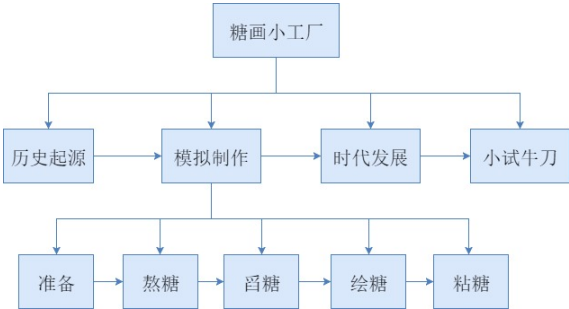 糖画小工厂
历史起源
模拟制作
时代发展
小试牛刀
准备
熬糖
舀糖
绘糖
粘糖